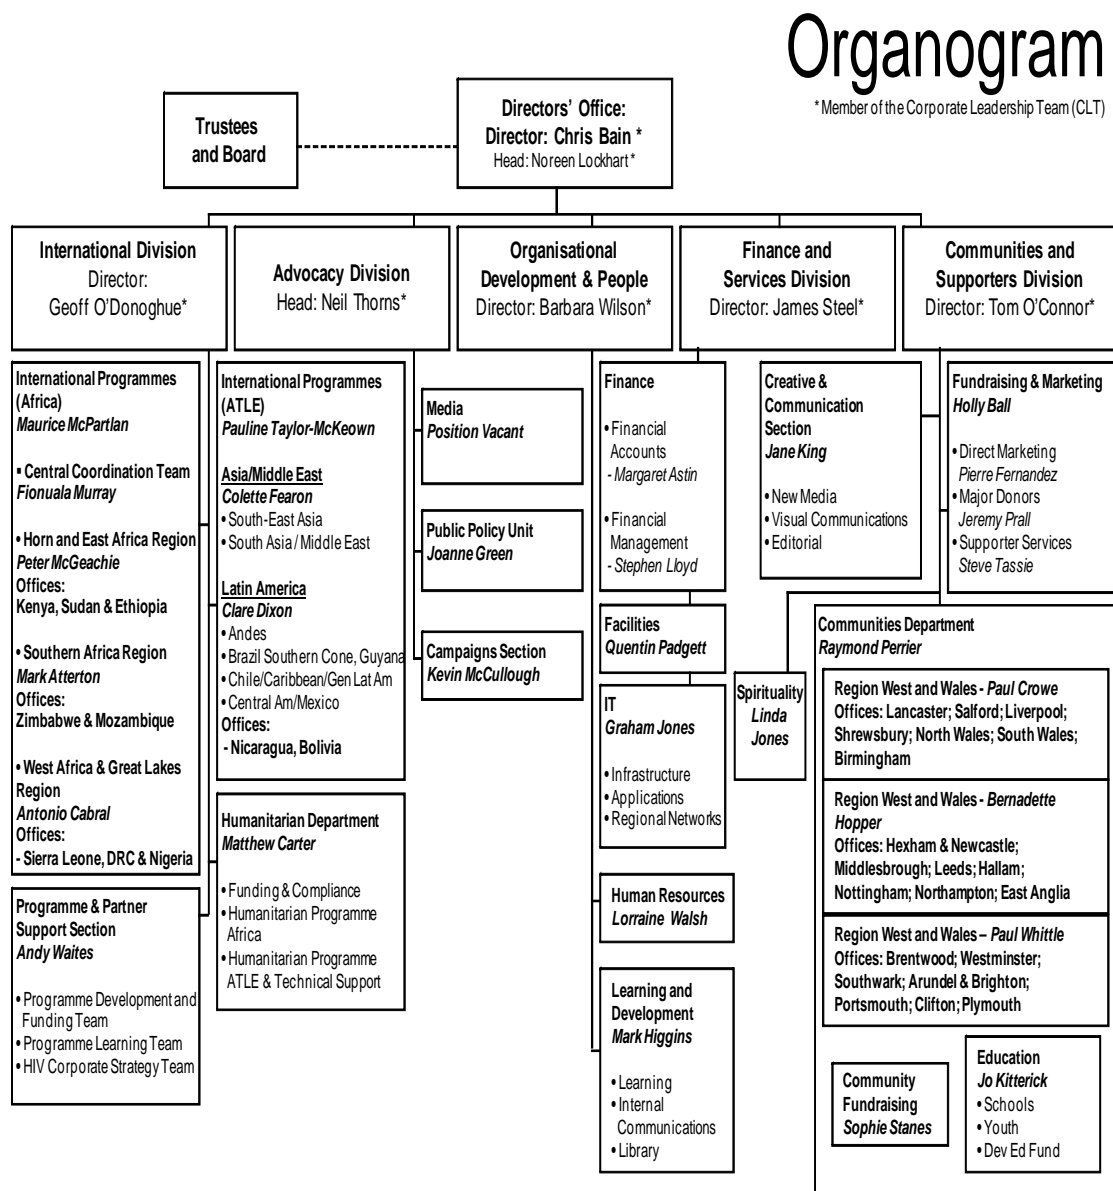 Organogram
* Member of the Corporate Leadership Team (CLT)
Trustees
and Board
Directors’ Office:
Director: Chris Bain *
Head: Noreen Lockhart *
International Division
Director:
Geoff O’Donoghue*
Advocacy Division
Head: Neil Thorns*
Organisational
Development & People
Director: Barbara Wilson*
Finance and
Services Division
Director: James Steel*
Communities and
Supporters Division
Director: Tom O’Connor*
International Programmes
(Africa)
Maurice McPartlan
▪ Central Coordination Team
Fionuala Murray
• Horn and East Africa Region
Peter McGeachie
Offices:
Kenya, Sudan & Ethiopia
• Southern Africa Region
Mark Atterton
Offices:
Zimbabwe & Mozambique
• West Africa & Great Lakes
Region
Antonio Cabral
Offices:
- Sierra Leone, DRC & Nigeria
Programme & Partner
Support Section
Andy Waites
• Programme Development and
Funding Team
• Programme Learning Team
• HIV Corporate Strategy Team
International Programmes
(ATLE)
Pauline Taylor-McKeown
Asia/Middle East
Colette Fearon
• South-East Asia
• South Asia / Middle East
Latin America
Clare Dixon
• Andes
• Brazil Southern Cone, Guyana
• Chile/Caribbean/Gen Lat Am
• Central Am/Mexico
Offices:
- Nicaragua, Bolivia
Humanitarian Department
Matthew Carter
• Funding & Compliance
• Humanitarian Programme
Africa
• Humanitarian Programme
ATLE & Technical Support
Media
Position Vacant
Public Policy Unit
Joanne Green
Campaigns Section
Kevin McCullough
Finance
• Financial
Accounts
- Margaret Astin
• Financial
Management
- Stephen Lloyd
Facilities
Quentin Padgett
IT
Graham Jones
• Infrastructure
• Applications
• Regional Networks
Human Resources
Lorraine Walsh
Learning and
Development
Mark Higgins
• Learning
• Internal
Communications
• Library
Creative &
Communication
Section
Jane King
• New Media
• Visual Communications
• Editorial
Fundraising & Marketing
Holly Ball
• Direct Marketing
Pierre Fernandez
• Major Donors
Jeremy Prall
• Supporter Services
Steve Tassie
Spirituality
Linda
Jones
Communities Department
Raymond Perrier
Region West and Wales - Paul Crowe
Offices: Lancaster; Salford; Liverpool;
Shrewsbury; North Wales; South Wales;
Birmingham
Region West and Wales - Bernadette
Hopper
Offices: Hexham & Newcastle;
Middlesbrough; Leeds; Hallam;
Nottingham; Northampton; East Anglia
Region West and Wales – Paul Whittle
Offices: Brentwood; Westminster;
Southwark; Arundel & Brighton;
Portsmouth; Clifton; Plymouth
Community
Fundraising
Sophie Stanes
Education
Jo Kitterick
• Schools
• Youth
• Dev Ed Fund